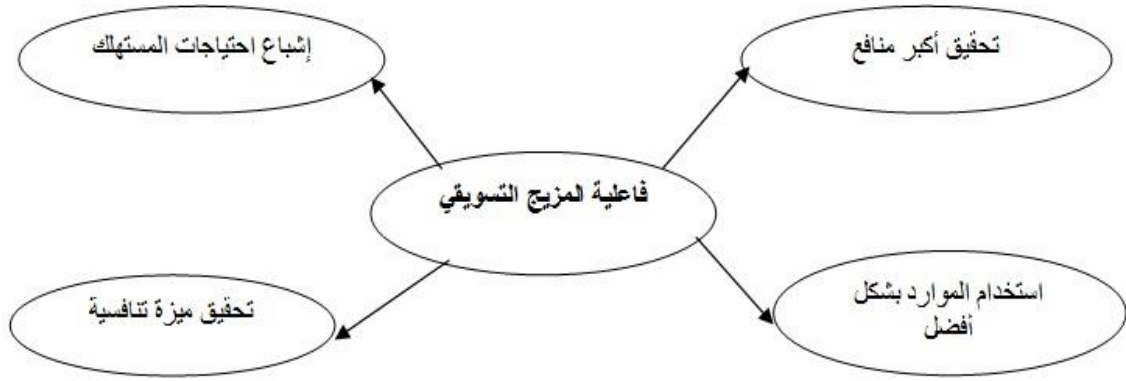 تحقيق أكبر منافع
إشباع احتياجات المستهلك
فاعلية المزيج التسويقي
استخدام الموارد بشكل
أفضل
تحقيق ميزة تنافسية